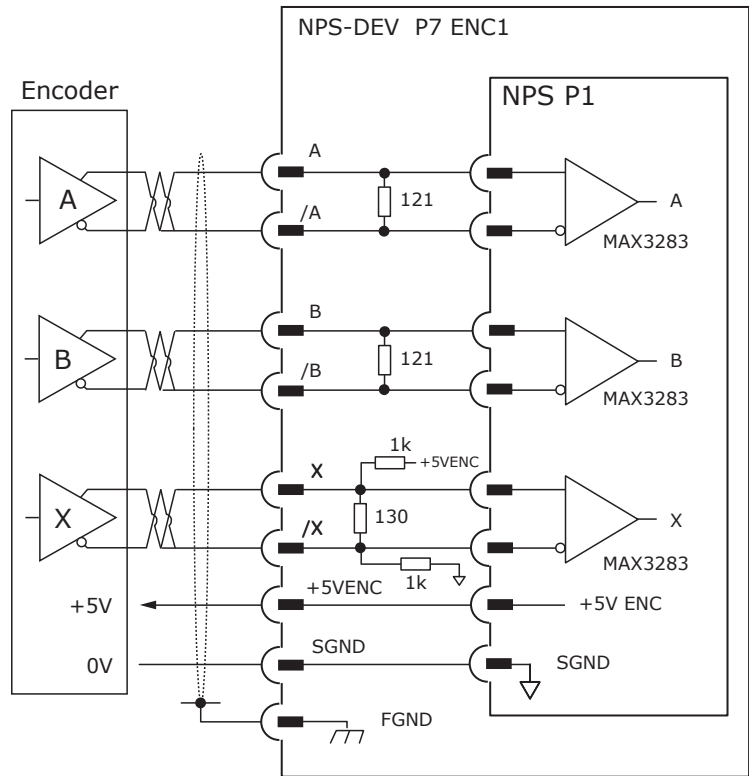 NPS-DEV P7 ENC1
Encoder
NPS P1
A
A
/A
121
A
MAX3283
B
B
/B
121
B
MAX3283
1k
+5VENC
X
X
/X
130
X
MAX3283
1k
+5V
+5VENC
+5V ENC
0V
SGND
SGND
FGND